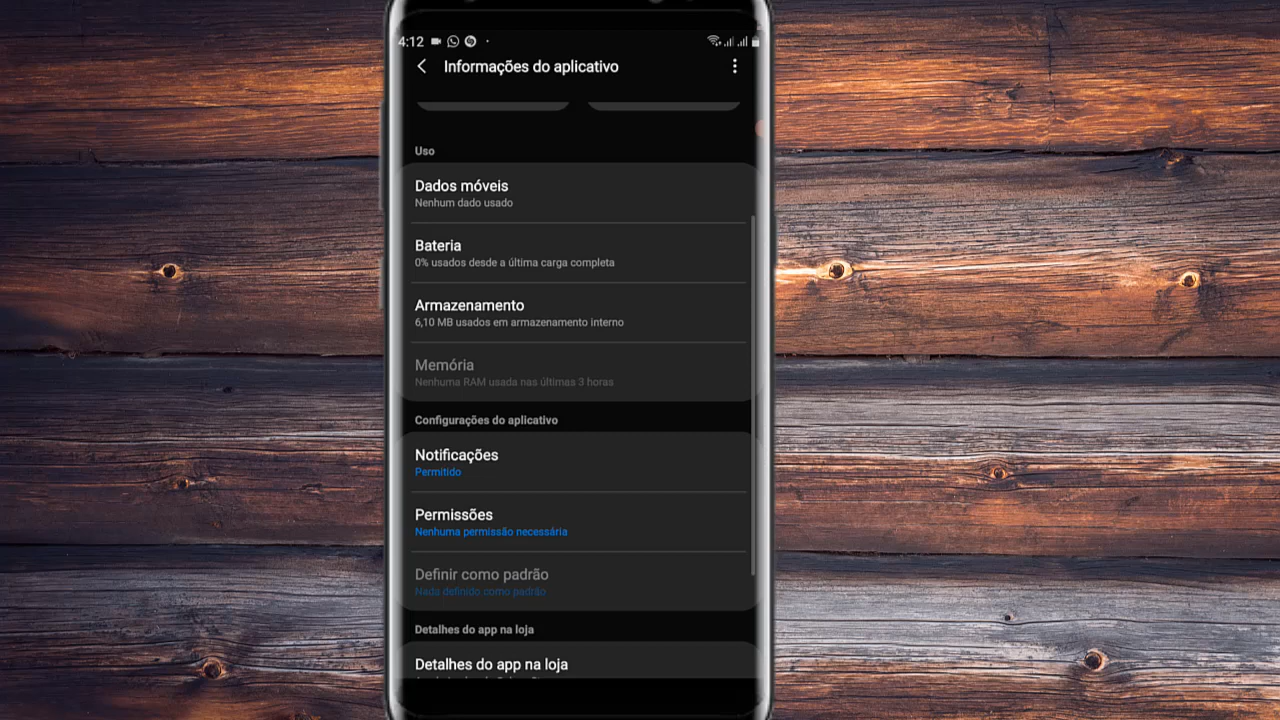 4:12
Informações do aplicativo
Uso
Dados móveis
Nenhum dado usado
Bateria
0% usados desde a última carga completa
Armazenamento
6,10 MB usados em armazenamento interno
Memória
Nenhuma RAM usada nas últimas 3 horas
Configurações do aplicativo
Notificações
Permitido
Permissões
Nenhuma permissão necessária
Definir como padrão
Nada definido como padrão
Detalhes do app na loja
Detalhes do app na loja